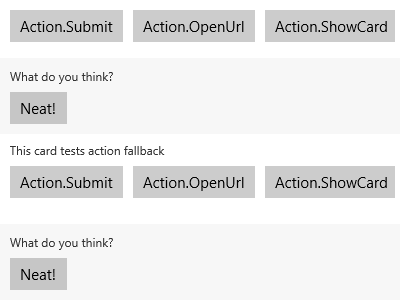 Action.Submit Action.OpenUrl Action.ShowCard
What do you think?
Neat!
This card tests action fallback
Action.Submit Action.OpenUrl Action.ShowCard
What do you think?
Neat!